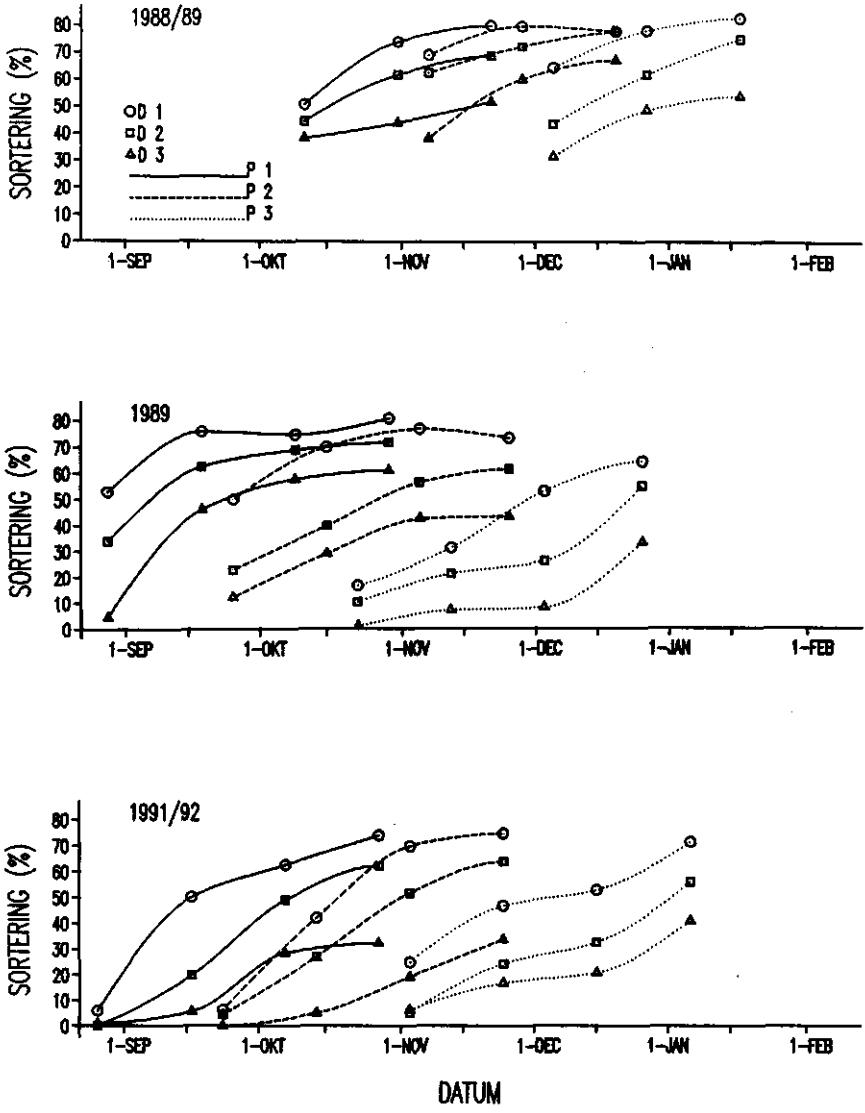 1988/89
SORTERING (%)
80
70
60
50
40
30
20
10
0
D 1
D 2
D 3
P 1
P 2
P 3
1-SEP 1-OKT 1-NOV 1-DEC 1-JAN 1-FEB
1989
SORTERING (%)
80
70
60
50
40
30
20
10
0
1-SEP 1-OKT 1-NOV 1-DEC 1-JAN 1-FEB
1991/92
SORTERING (%)
80
70
60
50
40
30
20
10
0
1-SEP 1-OKT 1-NOV 1-DEC 1-JAN 1-FEB
DATUM